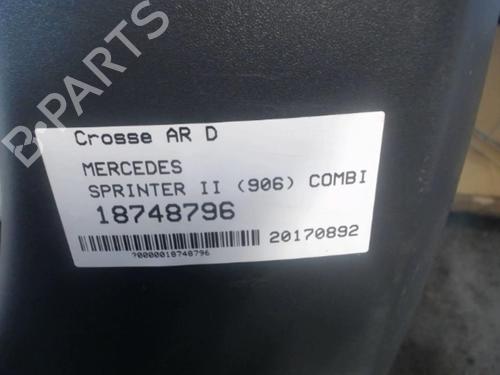 B-PARTS
Crosse AR D
MERCEDES
SPRINTER II (906) COMBI
18748796
20170892
?0000018748796